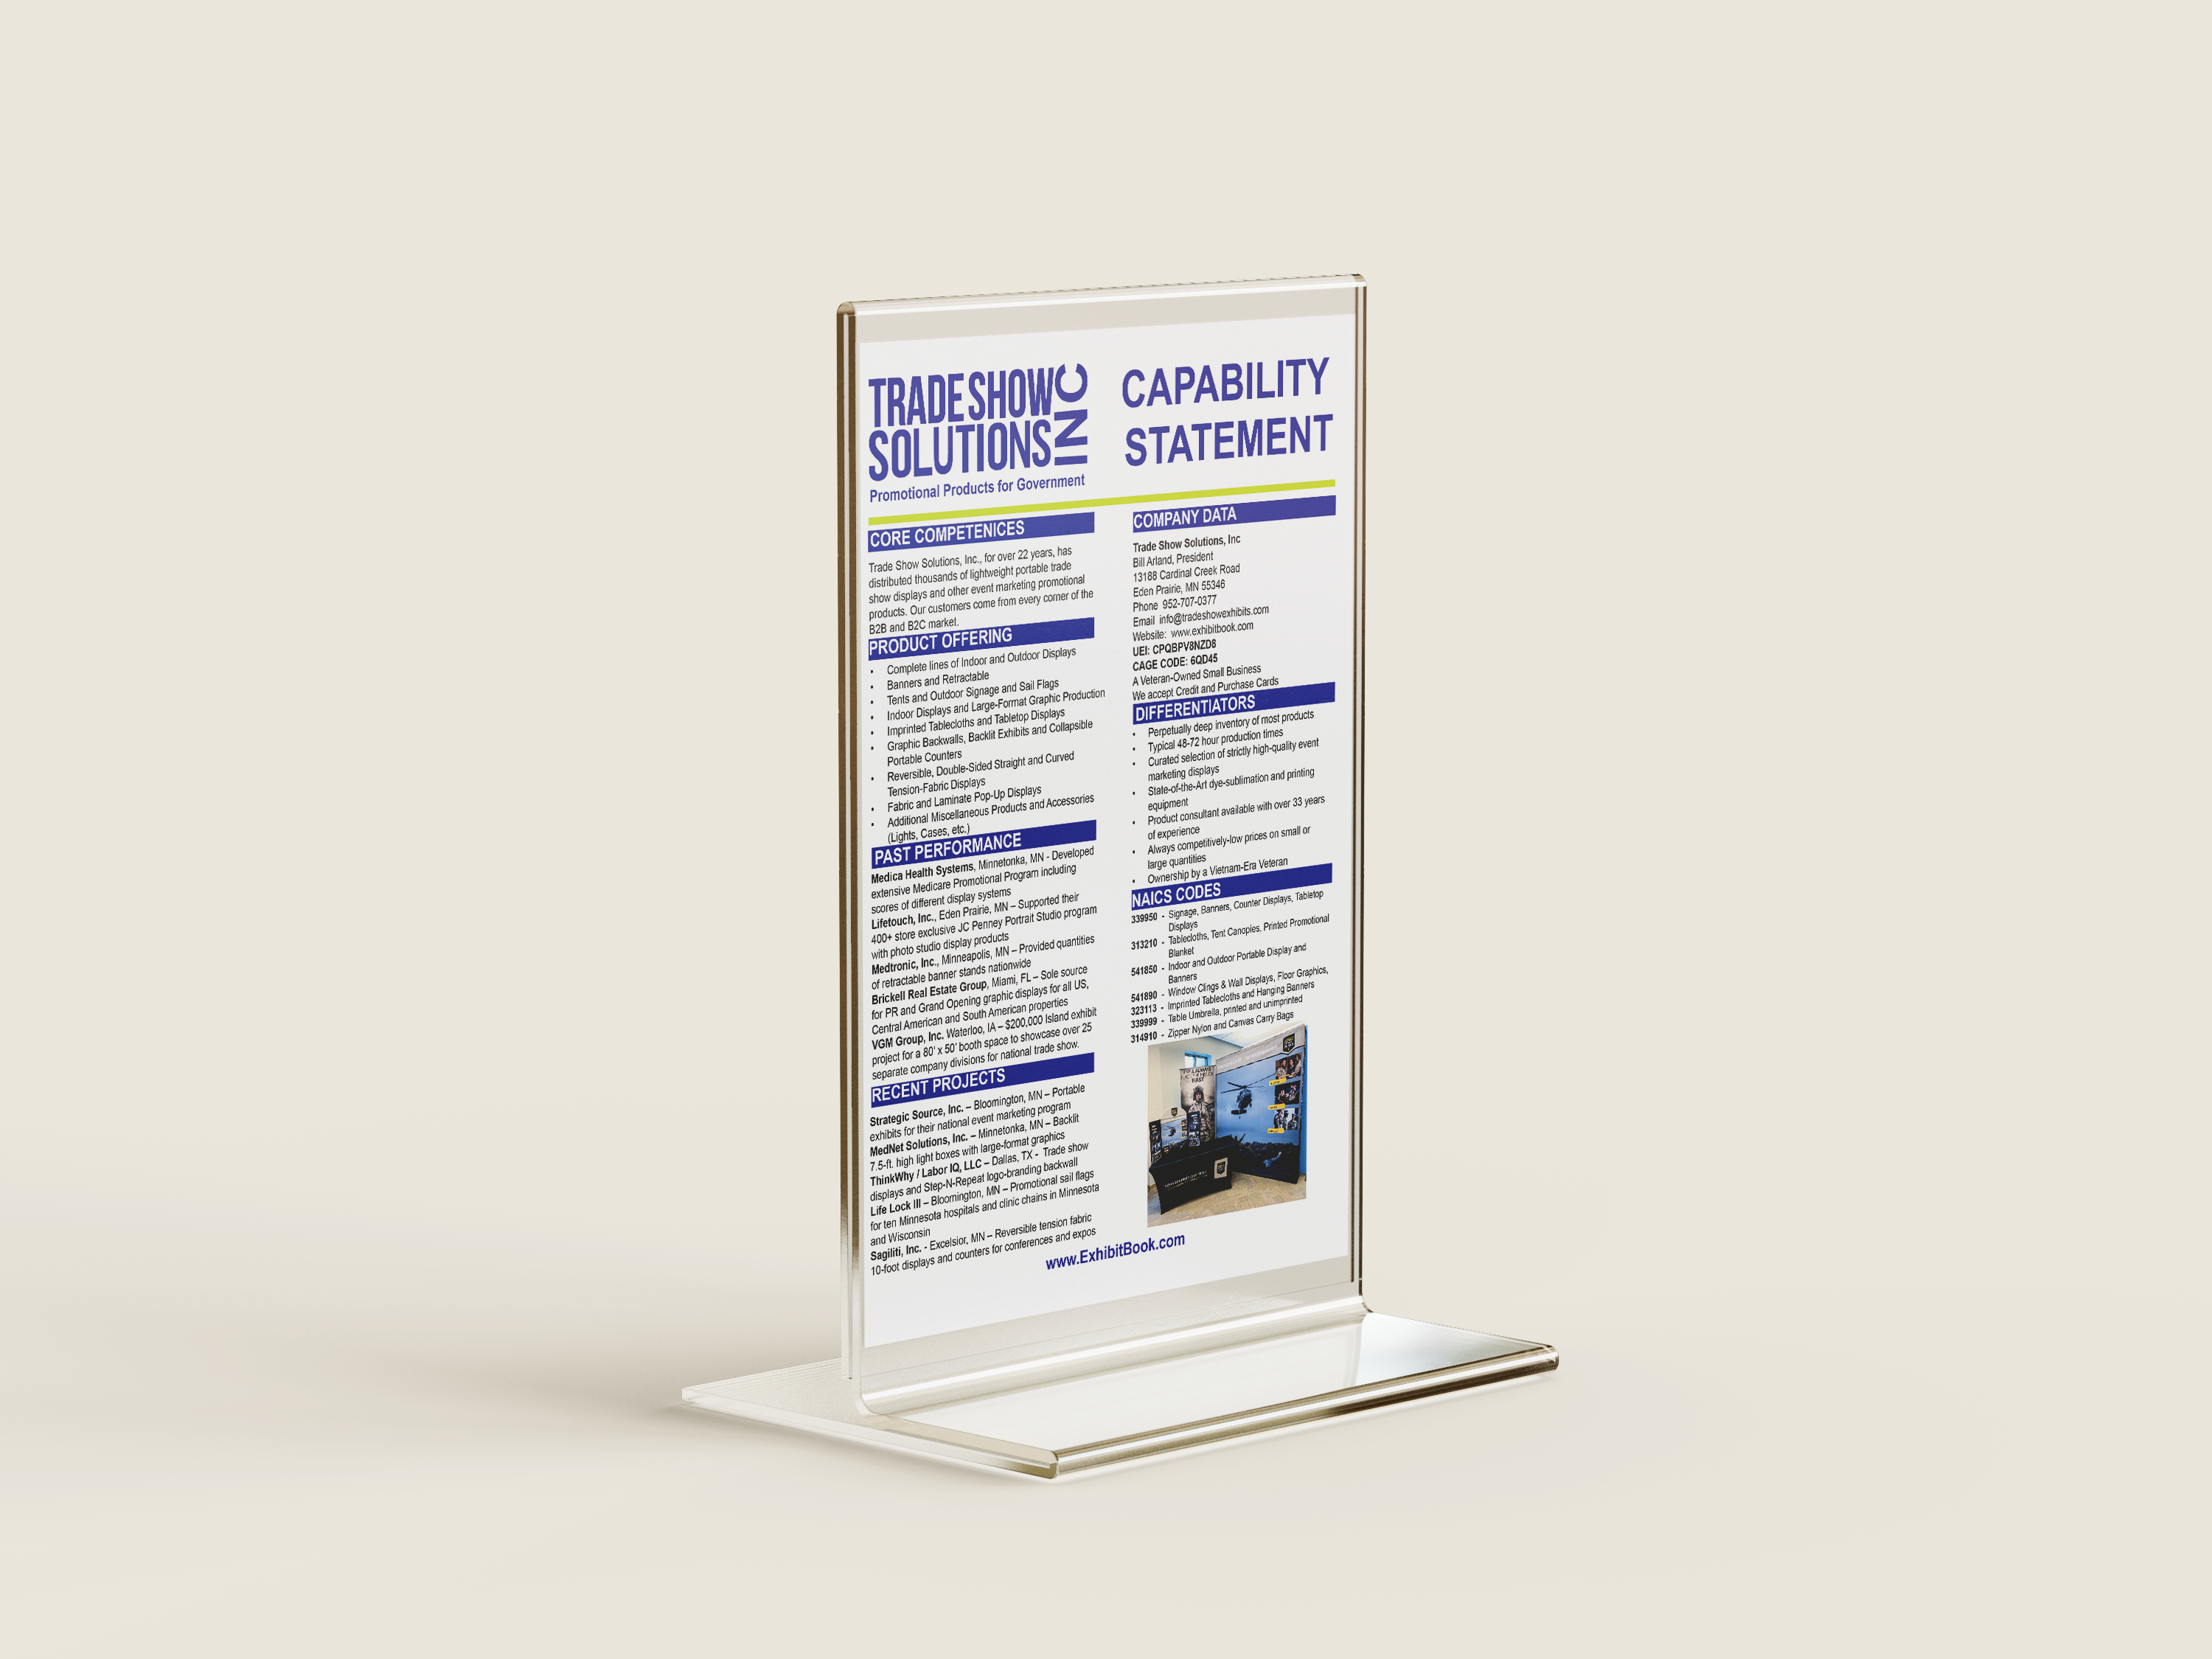 TRADE SHOW
SOLUTIONS
INC
Promotional Products for Government
CAPABILITY
STATEMENT
CORE COMPETENICES
Trade Show Solutions, Inc., for over 22 years, has
distributed thousands of lightweight portable trade
show displays and other event marketing promotional
products. Our customers come from every corner of the
B2B and B2C market.
PRODUCT OFFERING
• Complete lines of Indoor and Outdoor Displays
• Banners and Retractable
• Tents and Outdoor Signage and Sail Flags
• Indoor Displays and Large-Format Graphic Production
• Imprinted Tablecloths and Tabletop Displays
• Graphic Backwalls, Backlit Exhibits and Collapsible
Portable Counters
• Reversible, Double-Sided Straight and Curved
Tension-Fabric Displays
• Fabric and Laminate Pop-Up Displays
• Additional Miscellaneous Products and Accessories
(Lights, Cases, etc.)
PAST PERFORMANCE
Medica Health Systems, Minnetonka, MN - Developed
extensive Medicare Promotional Program including
scores of different display systems
Lifetouch, Inc., Eden Prairie, MN – Supported their
400+ store exclusive JC Penney Portrait Studio program
with photo studio display products
Medtronic, Inc., Minneapolis, MN – Provided quantities
of retractable banner stands nationwide
Brickell Real Estate Group, Miami, FL – Sole source
for PR and Grand Opening graphic displays for all US,
Central American and South American properties
VGM Group, Inc. Waterloo, IA – $200,000 Island exhibit
project for a 80' x 50' booth space to showcase over 25
separate company divisions for national trade show.
RECENT PROJECTS
Strategic Source, Inc. – Bloomington, MN – Portable
exhibits for their national event marketing program
MedNet Solutions, Inc. – Minnetonka, MN – Backlit
7.5-ft. high light boxes with large-format graphics
ThinkWhy / Labor IQ, LLC – Dallas, TX - Trade show
displays and Step-N-Repeat logo-branding backwall
Life Lock III – Bloomington, MN – Promotional sail flags
for ten Minnesota hospitals and clinic chains in Minnesota
and Wisconsin
Sagiliti, Inc. - Excelsior, MN – Reversible tension fabric
10-foot displays and counters for conferences and expos
COMPANY DATA
Trade Show Solutions, Inc
Bill Arland, President
13188 Cardinal Creek Road
Eden Prairie, MN 55346
Phone 952-707-0377
Email info@tradeshowexhibits.com
Website: www.exhibitbook.com
UEI: CPQBPV8NZD8
CAGE CODE: 6QD45
A Veteran-Owned Small Business
We accept Credit and Purchase Cards
DIFFERENTIATORS
• Perpetually deep inventory of most products
• Typical 48-72 hour production times
• Curated selection of strictly high-quality event
marketing displays
• State-of-the-Art dye-sublimation and printing
equipment
• Product consultant available with over 33 years
of experience
• Always competitively-low prices on small or
large quantities
• Ownership by a Vietnam-Era Veteran
NAICS CODES
339950 - Signage, Banners, Counter Displays, Tabletop
Displays
313210 - Tablecloths, Tent Canopies, Printed Promotional
Blanket
541850 - Indoor and Outdoor Portable Display and
Banners
541890 - Window Clings & Wall Displays, Floor Graphics,
323113 - Imprinted Tablecloths and Hanging Banners
339999 - Table Umbrella, printed and unimprinted
314910 - Zipper Nylon and Canvas Carry Bags
www.ExhibitBook.com